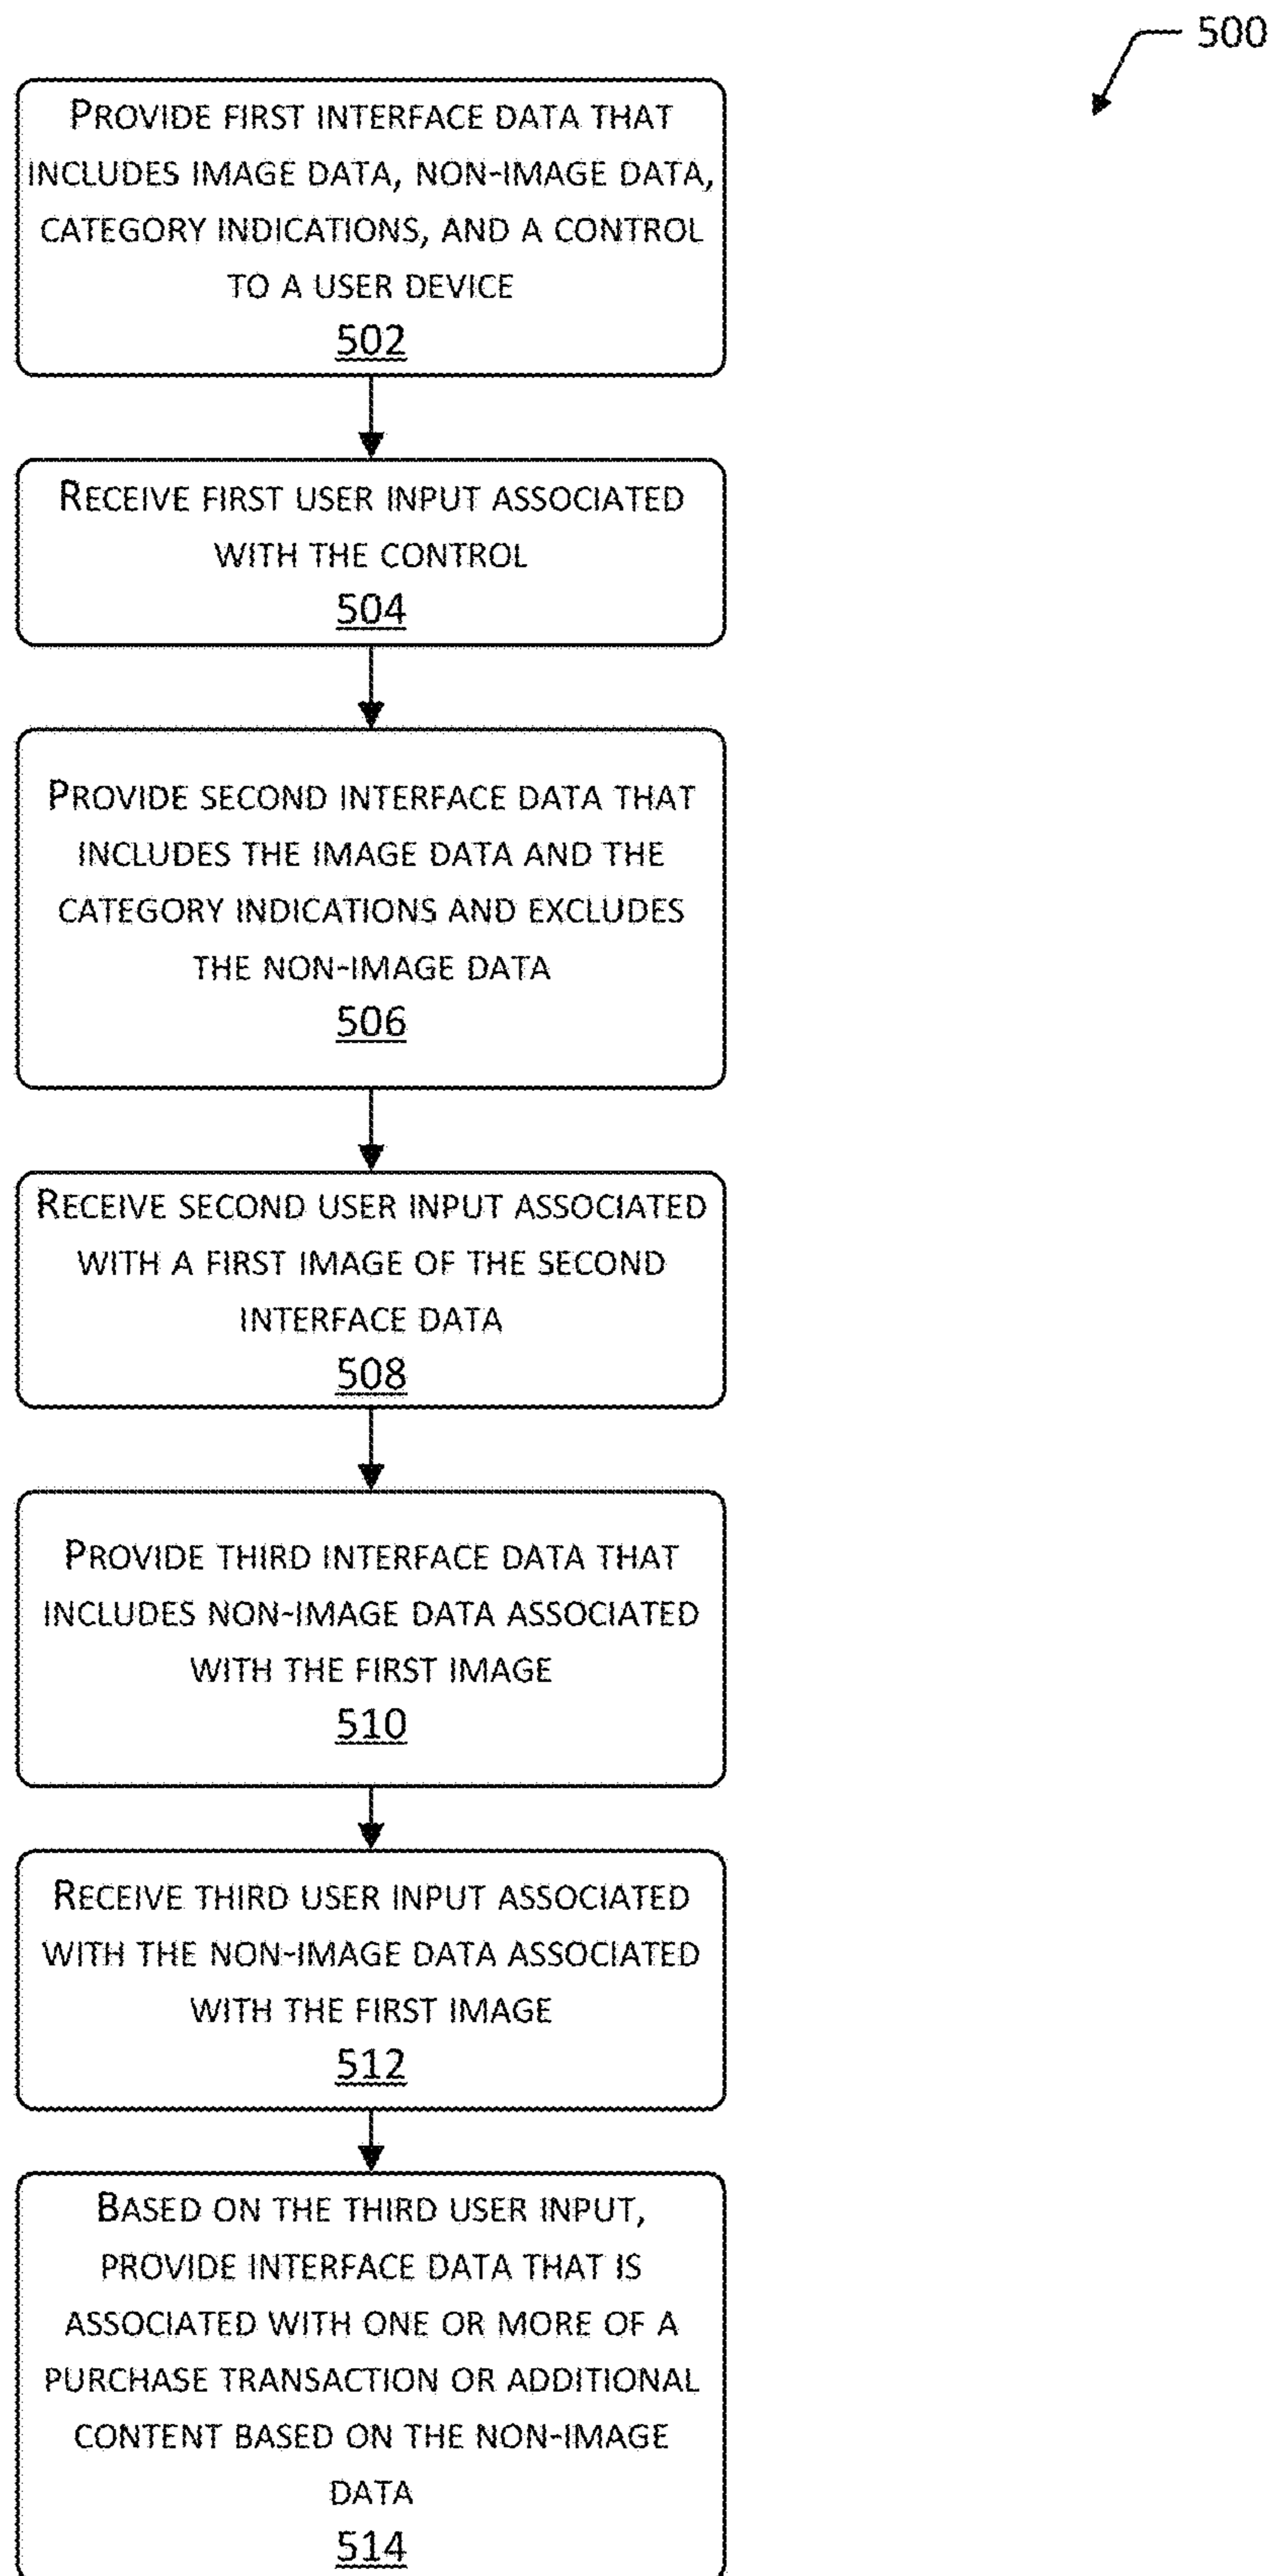 500
PROVIDE FIRST INTERFACE DATA THAT
INCLUDES IMAGE DATA, NON-IMAGE DATA,
CATEGORY INDICATIONS, AND A CONTROL
TO A USER DEVICE
502
RECEIVE FIRST USER INPUT ASSOCIATED
WITH THE CONTROL
504
PROVIDE SECOND INTERFACE DATA THAT
INCLUDES THE IMAGE DATA AND THE
CATEGORY INDICATIONS AND EXCLUDES
THE NON-IMAGE DATA
506
RECEIVE SECOND USER INPUT ASSOCIATED
WITH A FIRST IMAGE OF THE SECOND
INTERFACE DATA
508
PROVIDE THIRD INTERFACE DATA THAT
INCLUDES NON-IMAGE DATA ASSOCIATED
WITH THE FIRST IMAGE
510
RECEIVE THIRD USER INPUT ASSOCIATED
WITH THE NON-IMAGE DATA ASSOCIATED
WITH THE FIRST IMAGE
512
BASED ON THE THIRD USER INPUT,
PROVIDE INTERFACE DATA THAT IS
ASSOCIATED WITH ONE OR MORE OF A
PURCHASE TRANSACTION OR ADDITIONAL
CONTENT BASED ON THE NON-IMAGE
DATA
514